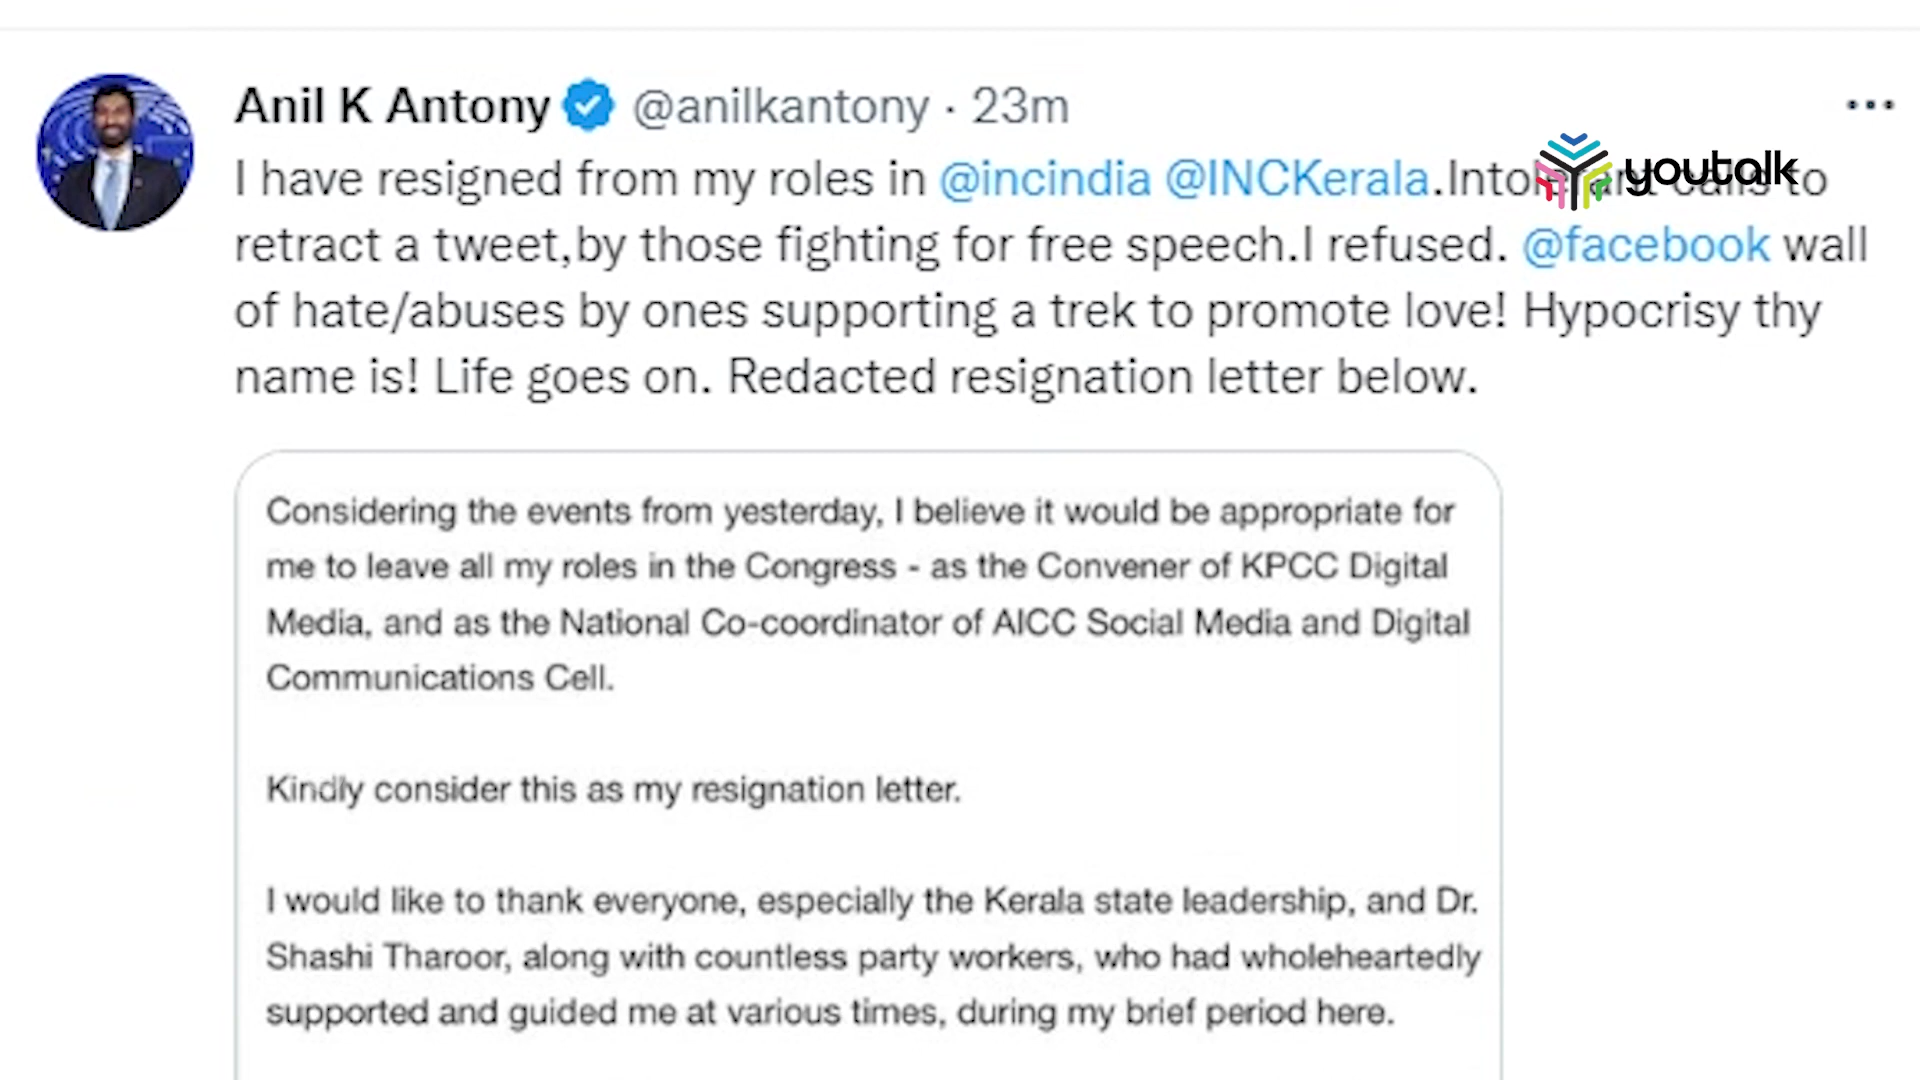 Anil K Antony @anilkantony · 23m
I have resigned from my roles in @incindia @INCKerala.Into to
youtalk
retract a tweet,by those fighting for free speech.I refused. @facebook wall
of hate/abuses by ones supporting a trek to promote love! Hypocrisy thy
name is! Life goes on. Redacted resignation letter below.
Considering the events from yesterday, I believe it would be appropriate for
me to leave all my roles in the Congress - as the Convener of KPCC Digital
Media, and as the National Co-coordinator of AICC Social Media and Digital
Communications Cell.
Kindly consider this as my resignation letter.
I would like to thank everyone, especially the Kerala state leadership, and Dr.
Shashi Tharoor, along with countless party workers, who had wholeheartedly
supported and guided me at various times, during my brief period here.